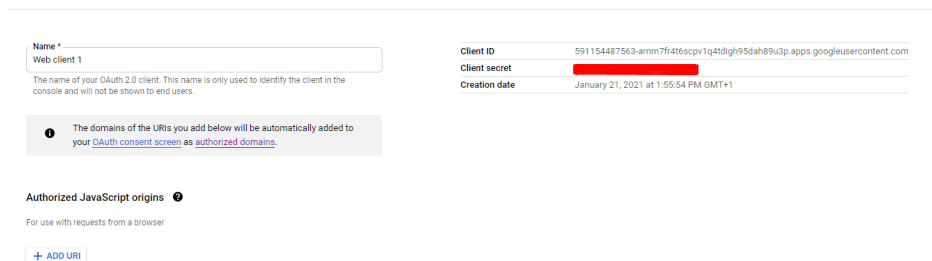 Name *
Web client 1
The name of your OAuth 2.0 client. This name is only used to identify the client in the
console and will not be shown to end users.
The domains of the URIs you add below will be automatically added to
your OAuth consent screen as authorized domains.
Authorized JavaScript origins
For use with requests from a browser
+ ADD URI
Client ID 591154487563-amm7fr4t6scpv1q4tdigh95dah89u3p.apps.googleusercontent.com
Client secret
Creation date January 21, 2021 at 1:55:54 PM GMT+1